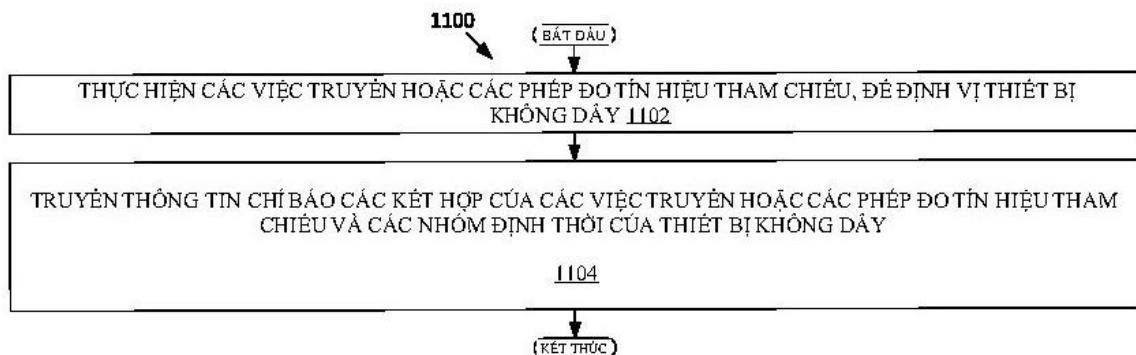 1100
BẮT ĐẦU
THỰC HIỆN CÁC VIỆC TRUYỀN HOẶC CÁC PHÉP ĐO TÍN HIỆU THAM CHIẾU, ĐỂ ĐỊNH VỊ THIẾT BỊ
KHÔNG DÂY 1102
TRUYỀN THÔNG TIN CHỈ BÁO CÁC KẾT HỢP CỦA CÁC VIỆC TRUYỀN HOẶC CÁC PHÉP ĐO TÍN HIỆU THAM
CHIẾU VÀ CÁC NHÓM ĐỊNH THỜI CỦA THIẾT BỊ KHÔNG DÂY
1104
KẾT THÚC